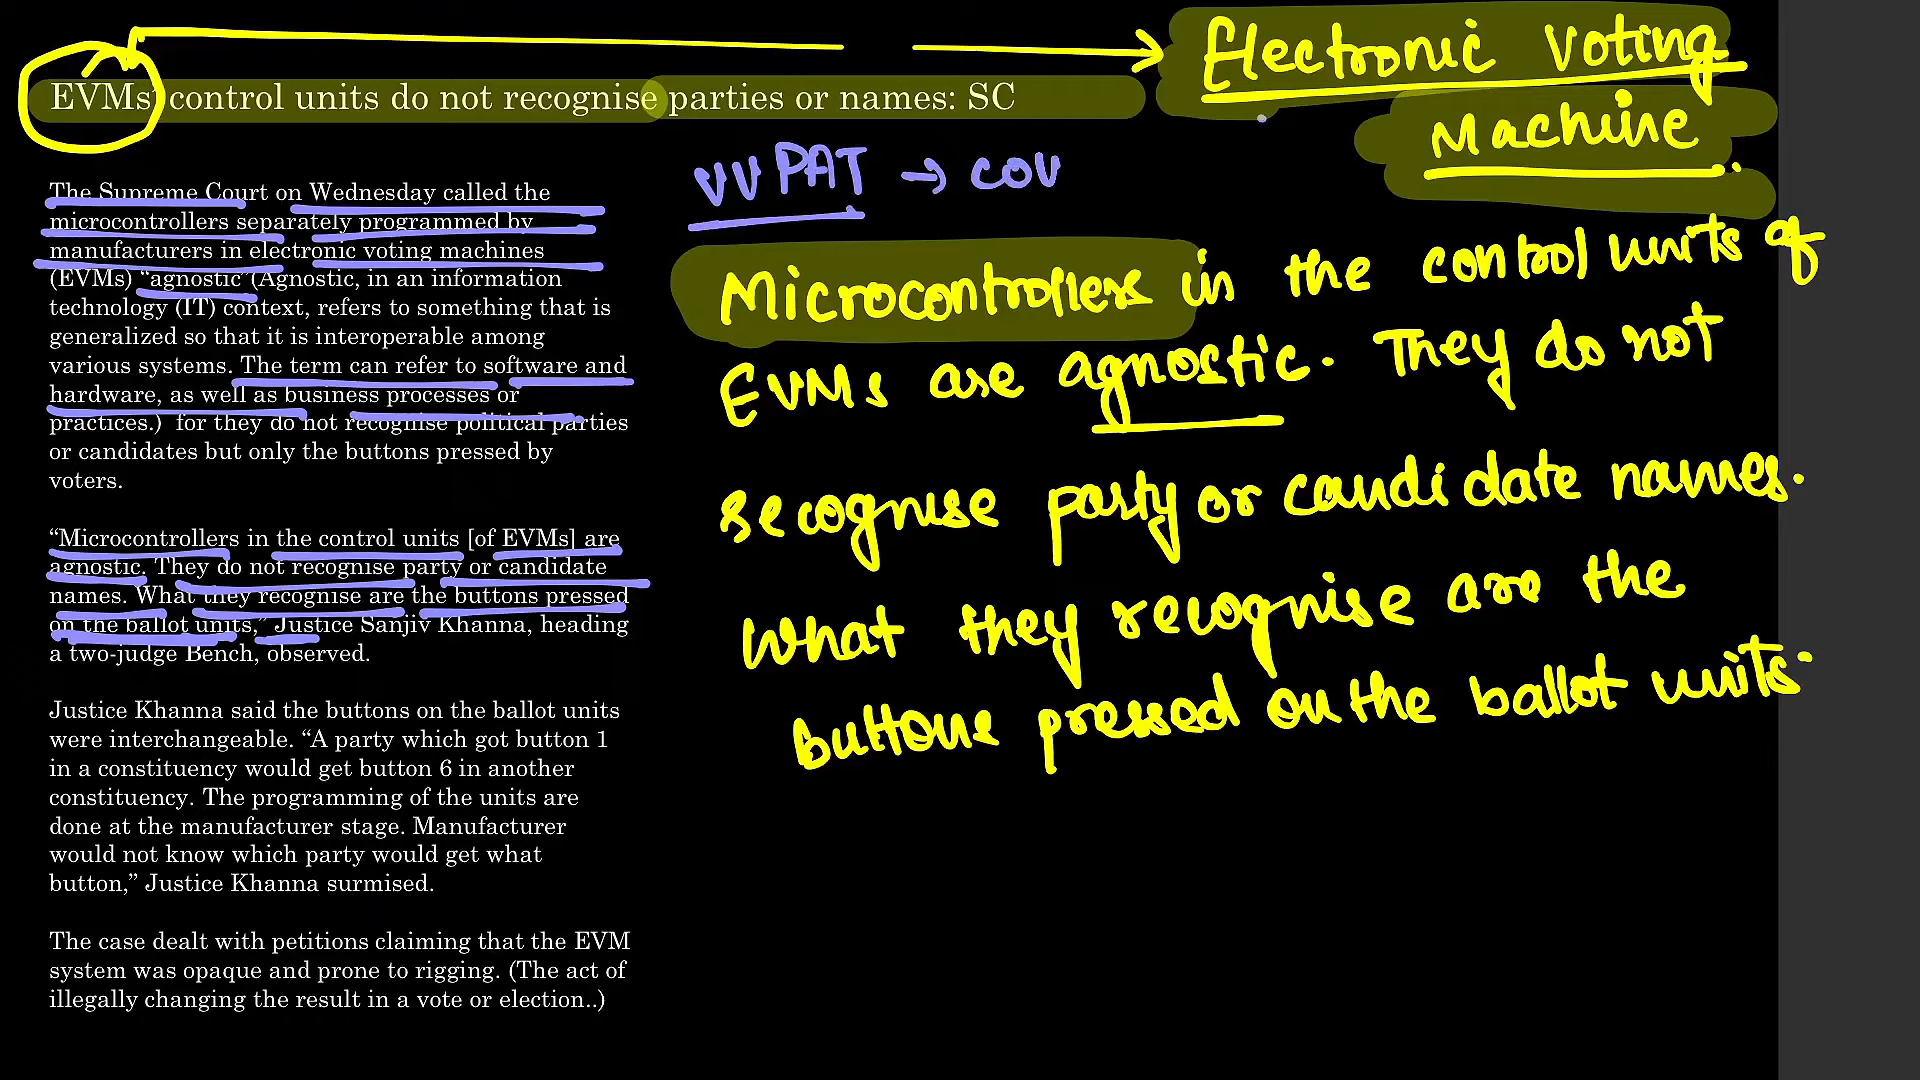 EVMs' control units do not recognise parties or names: SC
Electronic Voting
Machine
VVPAT → COU
The Supreme Court on Wednesday called the
microcontrollers separately programmed by
manufacturers in electronic voting machines
(EVMs) “agnostic”(Agnostic, in an information
technology (IT) context, refers to something that is
generalized so that it is interoperable among
various systems. The term can refer to software and
hardware, as well as business processes or
practices.) for they do not recognise political parties
or candidates but only the buttons pressed by
voters.
“Microcontrollers in the control units [of EVMs] are
agnostic. They do not recognise party or candidate
names. What they recognise are the buttons pressed
on the ballot units,” Justice Sanjiv Khanna, heading
a two-judge Bench, observed.
Justice Khanna said the buttons on the ballot units
were interchangeable. “A party which got button 1
in a constituency would get button 6 in another
constituency. The programming of the units are
done at the manufacturer stage. Manufacturer
would not know which party would get what
button,” Justice Khanna surmised.
The case dealt with petitions claiming that the EVM
system was opaque and prone to rigging. (The act of
illegally changing the result in a vote or election..)
Microcontrollers in the control units of
EVMs are agnostic. They do not
recognise party or candidate names.
What they recognise are the
buttons pressed on the ballot units.